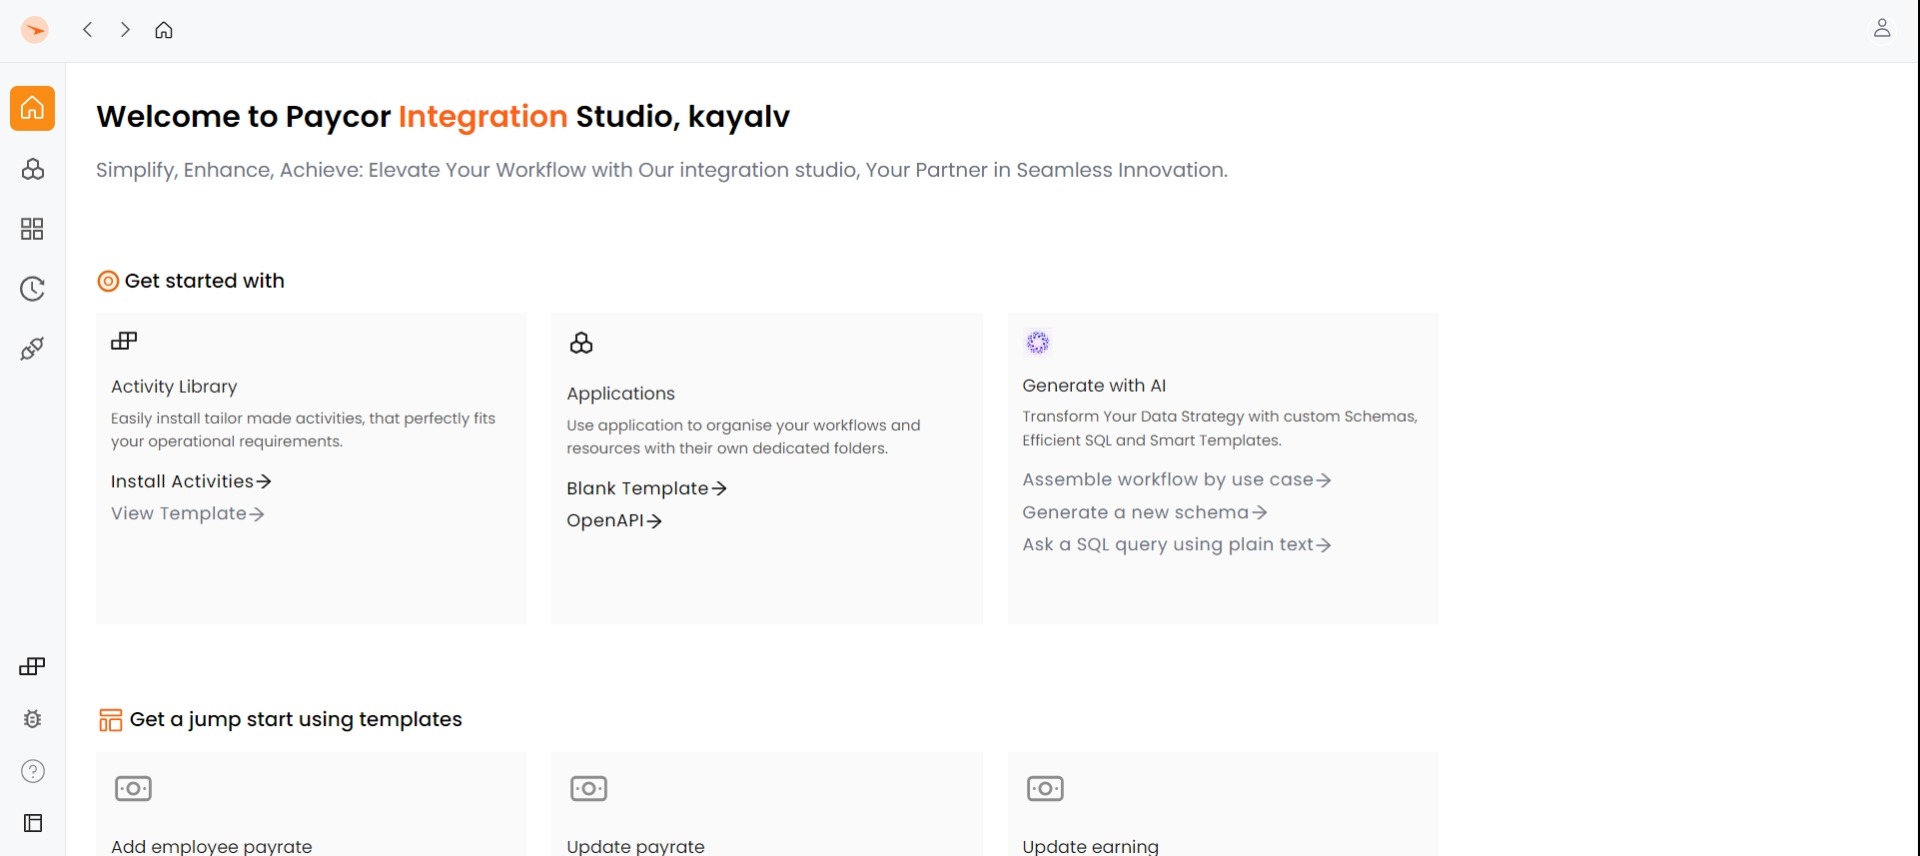 Welcome to Paycor Integration Studio, kayalv
Simplify, Enhance, Achieve: Elevate Your Workflow with Our integration studio, Your Partner in Seamless Innovation.
Get started with
Activity Library
Easily install tailor made activities, that perfectly fits
your operational requirements.
Install Activities→
View Template→
Applications
Use application to organise your workflows and
resources with their own dedicated folders.
Blank Template→
OpenAPI→
Generate with AI
Transform Your Data Strategy with custom Schemas,
Efficient SQL and Smart Templates.
Assemble workflow by use case→
Generate a new schema→
Ask a SQL query using plain text→
Get a jump start using templates
Add employee payrate
Update payrate
Update earning